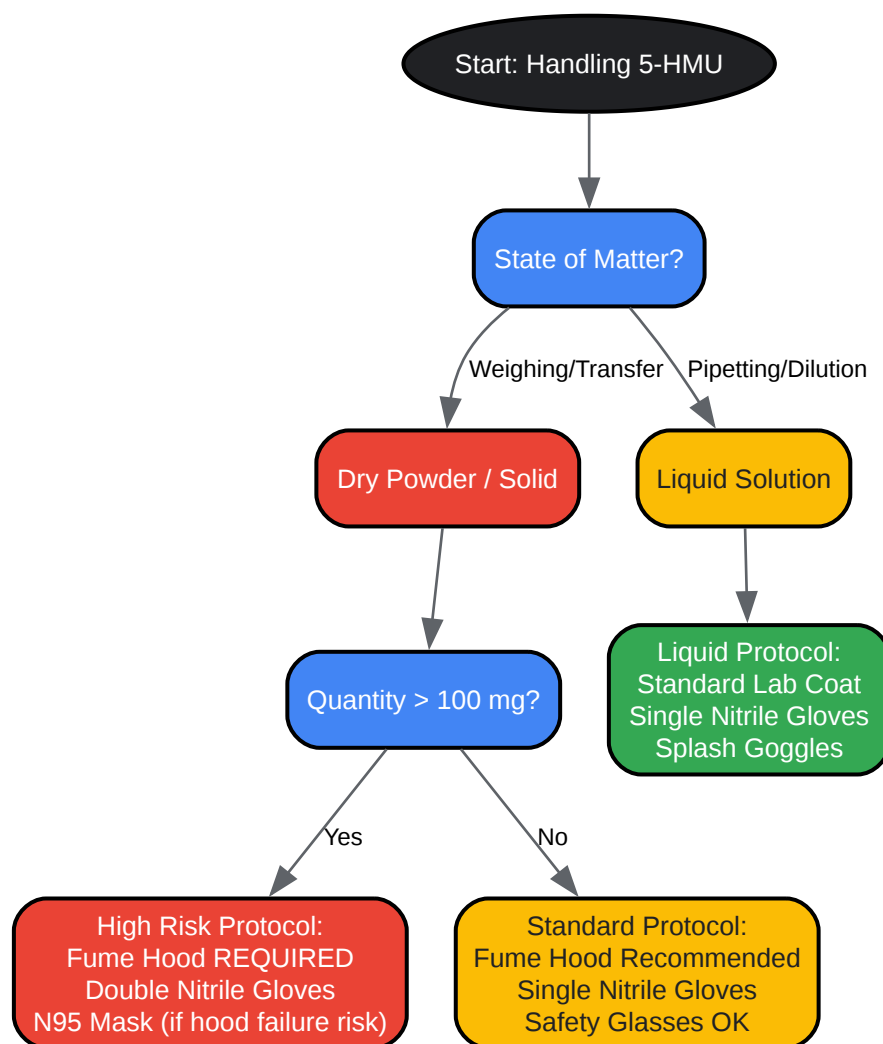 Start: Handling 5-HMU
State of Matter?
Weighing/Transfer
Pipetting/Dilution
Dry Powder / Solid
Liquid Solution
Quantity > 100 mg?
Liquid Protocol:
Standard Lab Coat
Single Nitrile Gloves
Splash Goggles
Yes
No
High Risk Protocol:
Fume Hood REQUIRED
Double Nitrile Gloves
N95 Mask (if hood failure risk)
Standard Protocol:
Fume Hood Recommended
Single Nitrile Gloves
Safety Glasses OK